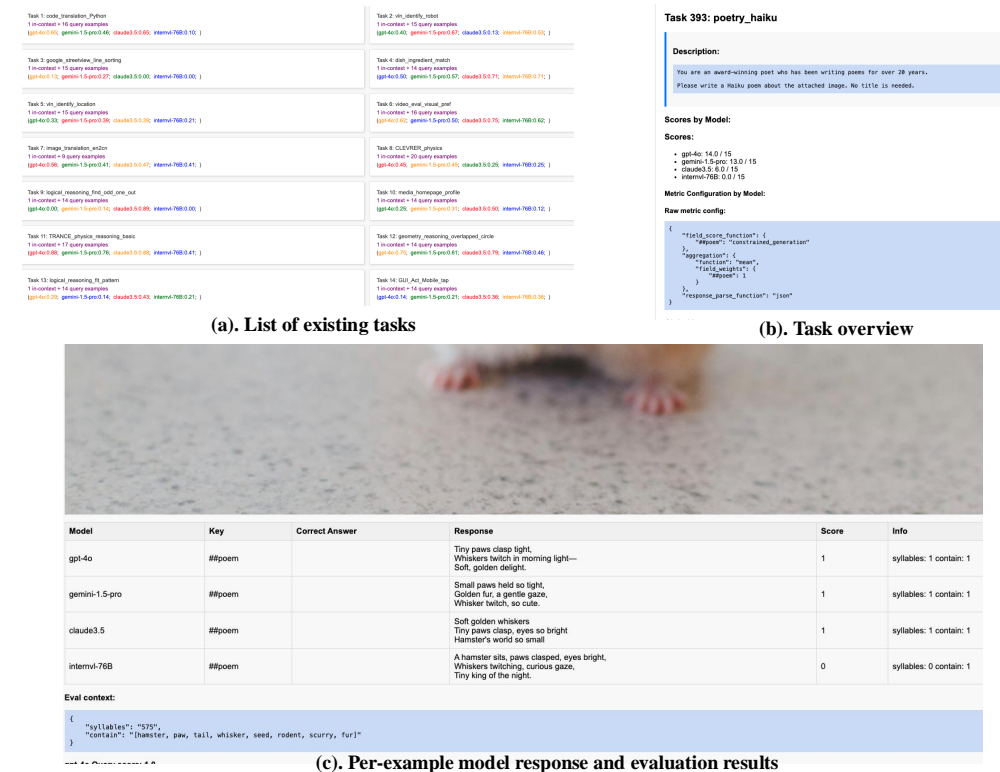 Task 1: code_translation_Python
1 in-context + 16 query examples
(gpt-4o:0.60; gemini-1.5-pro:0.46; claude3.5:0.65; internvl-76B:0.10; )
Task 2: vin_identify_robot
1 in-context + 15 query examples
(gpt-4o:0.40; gemini-1.5-pro:0.67; claude3.5:0.13; internvl-76B:0.53; )
Task 3: google_streetview_line_sorting
1 in-context + 15 query examples
(gpt-4o:0.13; gemini-1.5-pro:0.27; claude3.5:0.00; internvl-76B:0.00; )
Task 4: dish_ingredient_match
1 in-context + 14 query examples
(gpt-4o:0.50; gemini-1.5-pro:0.57; claude3.5:0.71; internvl-76B:0.71; )
Task 5: vin_identify_location
1 in-context + 15 query examples
(gpt-4o:0.33; gemini-1.5-pro:0.39; claude3.5:0.38; internvl-76B:0.21; )
Task 6: video_eval_visual_pref
1 in-context + 16 query examples
(gpt-4o:0.62; gemini-1.5-pro:0.50; claude3.5:0.75; internvl-76B:0.62; )
Task 7: image_translation_en2cn
1 in-context + 9 query examples
(gpt-4o:0.56; gemini-1.5-pro:0.41; claude3.5:0.47; internvl-76B:0.41; )
Task 8: CLEVRER_physics
1 in-context + 20 query examples
(gpt-4o:0.45; gemini-1.5-pro:0.45; claude3.5:0.25; internvl-76B:0.25; )
Task 9: logical_reasoning_find_odd_one_out
1 in-context + 14 query examples
(gpt-4o:0.00; gemini-1.5-pro:0.14; claude3.5:0.89; internvl-76B:0.00; )
Task 10: media_homepage_profile
1 in-context + 14 query examples
(gpt-4o:0.25; gemini-1.5-pro:0.31; claude3.5:0.50; internvl-76B:0.12; )
Task 11: TRANCE_physics_reasoning_basic
1 in-context + 17 query examples
(gpt-4o:0.88; gemini-1.5-pro:0.76; claude3.5:0.88; internvl-76B:0.41; )
Task 12: geometry_reasoning_overlapped_circle
1 in-context + 14 query examples
(gpt-4o:0.75; gemini-1.5-pro:0.61; claude3.5:0.79; internvl-76B:0.46; )
Task 13: logical_reasoning_fit_pattern
1 in-context + 14 query examples
(gpt-4o:0.29; gemini-1.5-pro:0.14; claude3.5:0.43; internvl-76B:0.21; )
Task 14: GUI_Act_Mobile_tap
1 in-context + 14 query examples
(gpt-4o:0.14; gemini-1.5-pro:0.21; claude3.5:0.36; internvl-76B:0.36; )
(a). List of existing tasks
Task 393: poetry_haiku
Description:
You are an award-winning poet who has been writing poems for over 20 years.
Please write a Haiku poem about the attached image. No title is needed.
Scores by Model:
Scores:
• gpt-4o: 14.0 / 15
• gemini-1.5-pro: 13.0 / 15
• claude3.5: 6.0 / 15
• internvl-76B: 0.0 / 15
Metric Configuration by Model:
Raw metric config:
{
"field_score_function": {
"##poem": "constrained_generation"
},
"aggregation": {
"function": "mean",
"field_weights": {
"##poem": 1
}
},
"response_parse_function": "json"
}
(b). Task overview
Model Key Correct Answer Response Score Info
gpt-4o ##poem Tiny paws clasp tight,
Whiskers twitch in morning light—
Soft, golden delight. 1 syllables: 1 contain: 1
gemini-1.5-pro ##poem Small paws held so tight,
Golden fur, a gentle gaze,
Whisker twitch, so cute. 1 syllables: 1 contain: 1
claude3.5 ##poem Soft golden whiskers
Tiny paws clasp, eyes so bright
Hamster's world so small 1 syllables: 1 contain: 1
internvl-76B ##poem A hamster sits, paws clasped, eyes bright,
Whiskers twitching, curious gaze,
Tiny king of the night. 0 syllables: 0 contain: 1
Eval context:
{
"syllables": "575",
"contain": "[hamster, paw, tail, whisker, seed, rodent, scurry, fur]"
}
(c). Per-example model response and evaluation results